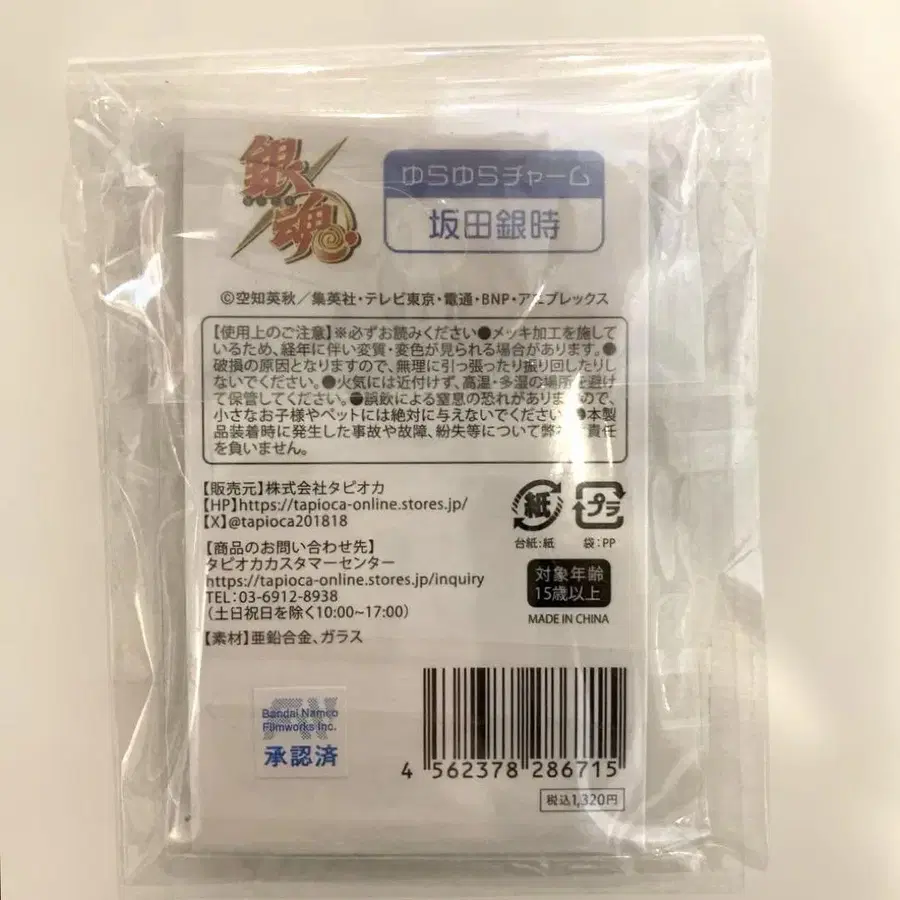 銀魂
ゆらゆらチャーム
坂田銀時
©空知英秋／集英社・テレビ東京・電通・BNP・アニプレックス
【使用上のご注意】※必ずお読みください●メッキ加工を施して
いるため、経年に伴い変質・変色が見られる場合があります。●
破損の原因となりますので、無理に引っ張ったり振り回したりし
ないでください。●火気には近付けず、高温・多湿の場所を避け
て保管してください。●誤飲による窒息の恐れがありますので、
小さなお子様やペットには絶対に与えないでください。●本製
品装着時に発生した事故や故障、紛失等について弊社は責任
を負いません。
【販売元】株式会社タピオカ
【HP】https://tapioca-online.stores.jp/
【X】@tapioca201818
紙
プラ
台紙:紙
袋:PP
【商品のお問い合わせ先】
タピオカカスタマーセンター
https://tapioca-online.stores.jp/inquiry
TEL:03-6912-8938
（土日祝日を除く10:00~17:00）
対象年齢
15歳以上
MADE IN CHINA
【素材】亜鉛合金、ガラス
Bandai Namco
Filmworks Inc.
承認済
4 562378 286715
税込1,320円